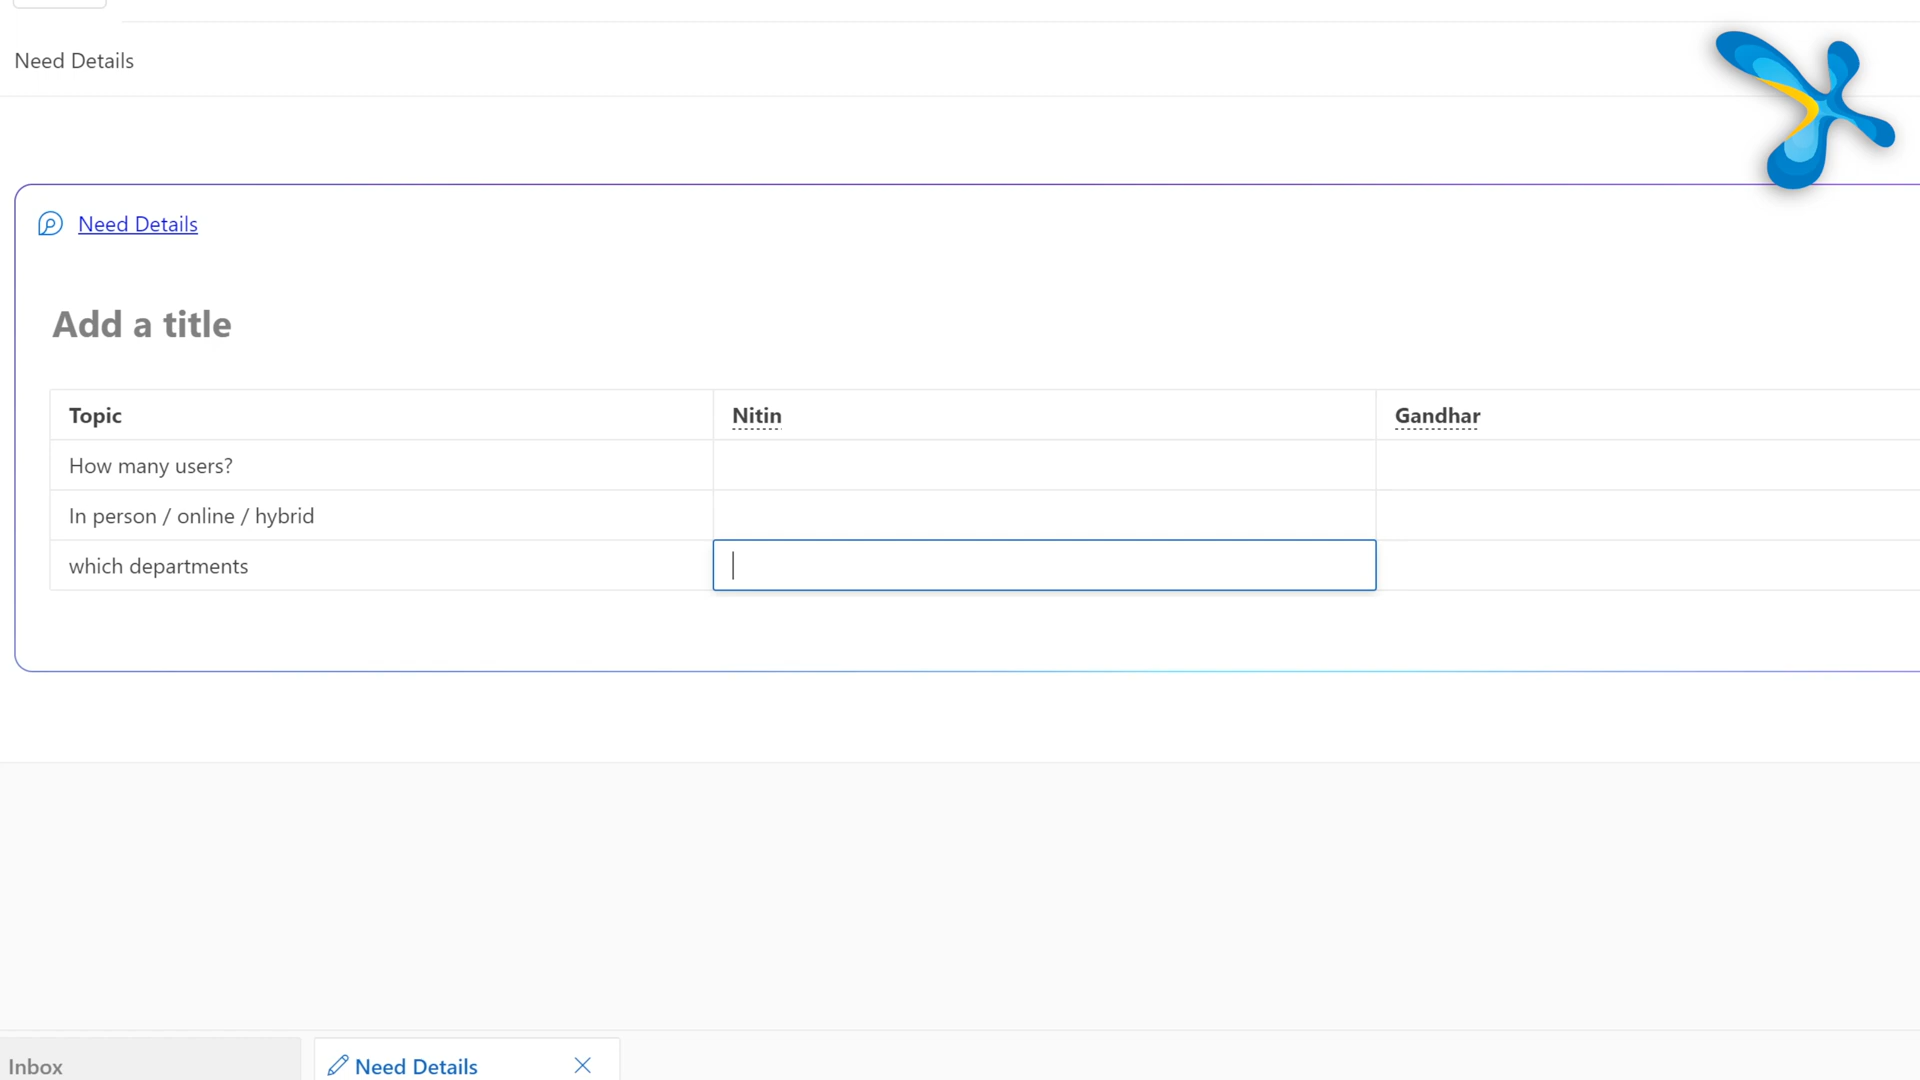 Need Details
Need Details
Add a title
Topic Nitin Gandhar
How many users?
In person / online / hybrid
which departments
Inbox Need Details